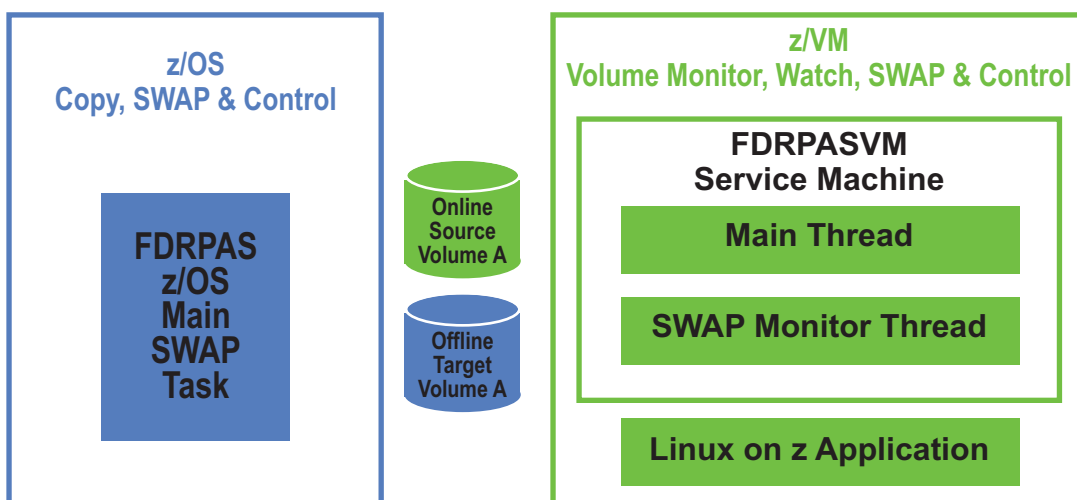 z/OS
Copy, SWAP & Control
FDRPAS
z/OS
Main
SWAP
Task
Online
Source
Volume A
Offline
Target
Volume A
z/VM
Volume Monitor, Watch, SWAP & Control
FDRPASVM
Service Machine
Main Thread
SWAP Monitor Thread
Linux on z Application